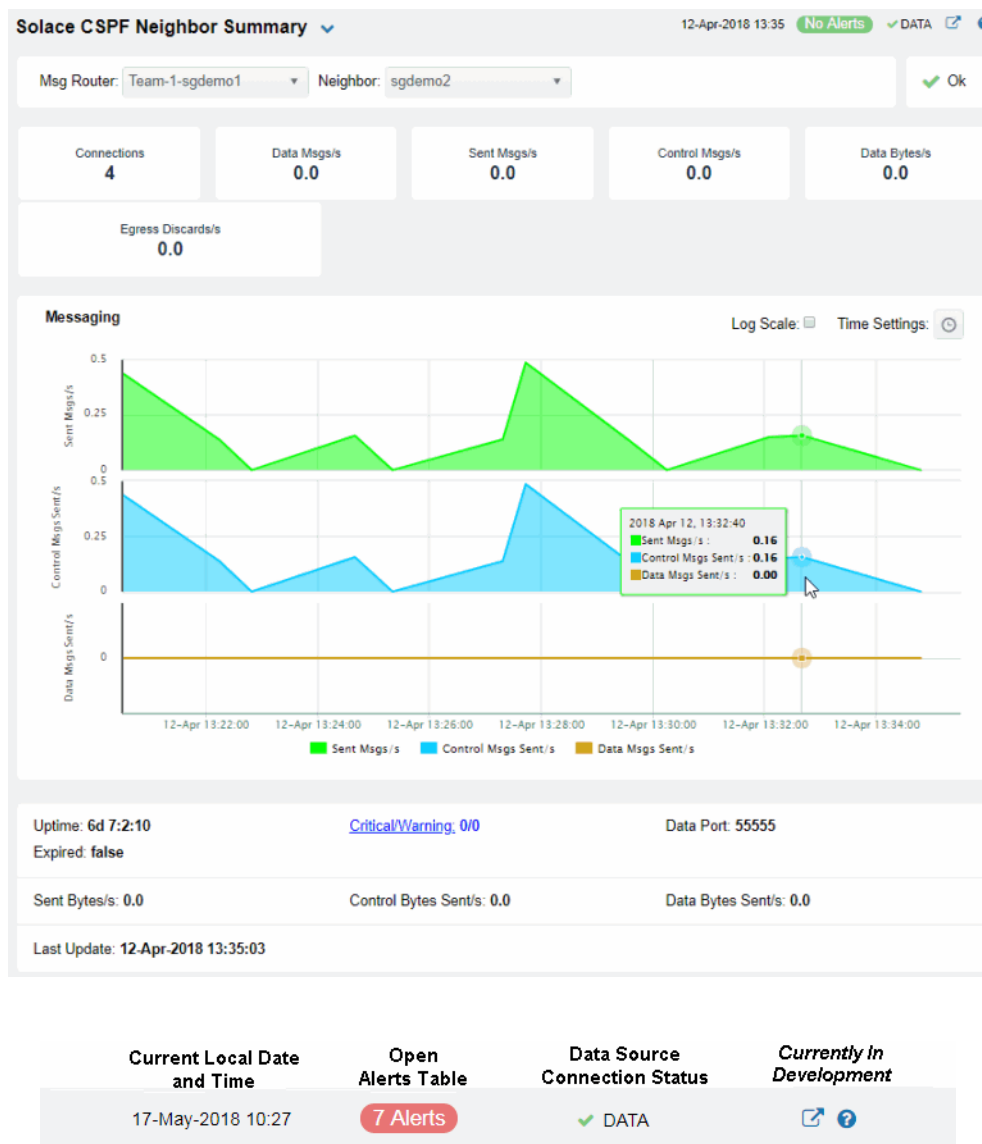 Solace CSPF Neighbor Summary
12-Apr-2018 13:35 No Alerts DATA
Msg Router: Team-1-sgdemo1 Neighbor: sgdemo2 Ok
Connections Data Msgs/s Sent Msgs/s Control Msgs/s Data Bytes/s
4 0.0 0.0 0.0 0.0
Egress Discards/s
0.0
Messaging
Log Scale: Time Settings:
0.5
0.25
0
Sent Msgs/s
0.5
0.25
0
Control Msgs Sent/s
2018 Apr 12, 13:32:40
Sent Msgs/s : 0.16
Control Msgs Sent/s : 0.16
Data Msgs Sent/s : 0.00
0
Data Msgs Sent/s
12-Apr 13:22:00 12-Apr 13:24:00 12-Apr 13:26:00 12-Apr 13:28:00 12-Apr 13:30:00 12-Apr 13:32:00 12-Apr 13:34:00
Sent Msgs/s Control Msgs Sent/s Data Msgs Sent/s
Uptime: 6d 7:2:10 Critical/Warning: 0/0 Data Port: 55555
Expired: false
Sent Bytes/s: 0.0 Control Bytes Sent/s: 0.0 Data Bytes Sent/s: 0.0
Last Update: 12-Apr-2018 13:35:03
Current Local Date Open Data Source Currently In
and Time Alerts Table Connection Status Development
17-May-2018 10:27 7 Alerts DATA ?